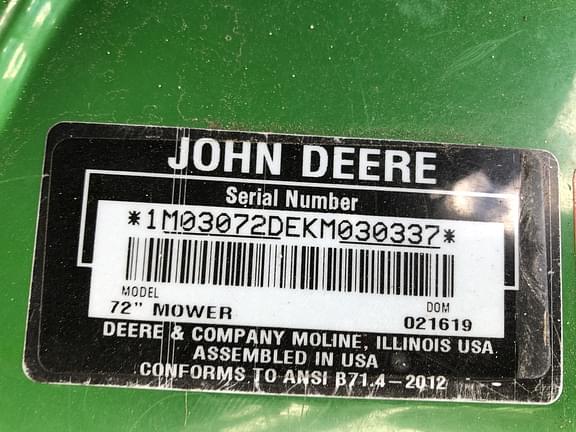 JOHN DEERE
Serial Number
*1M03072DEKM030337*
MODEL
72” MOWER
DOM
021619
DEERE & COMPANY MOLINE, ILLINOIS USA
ASSEMBLED IN USA
CONFORMS TO ANSI B71.4-2012